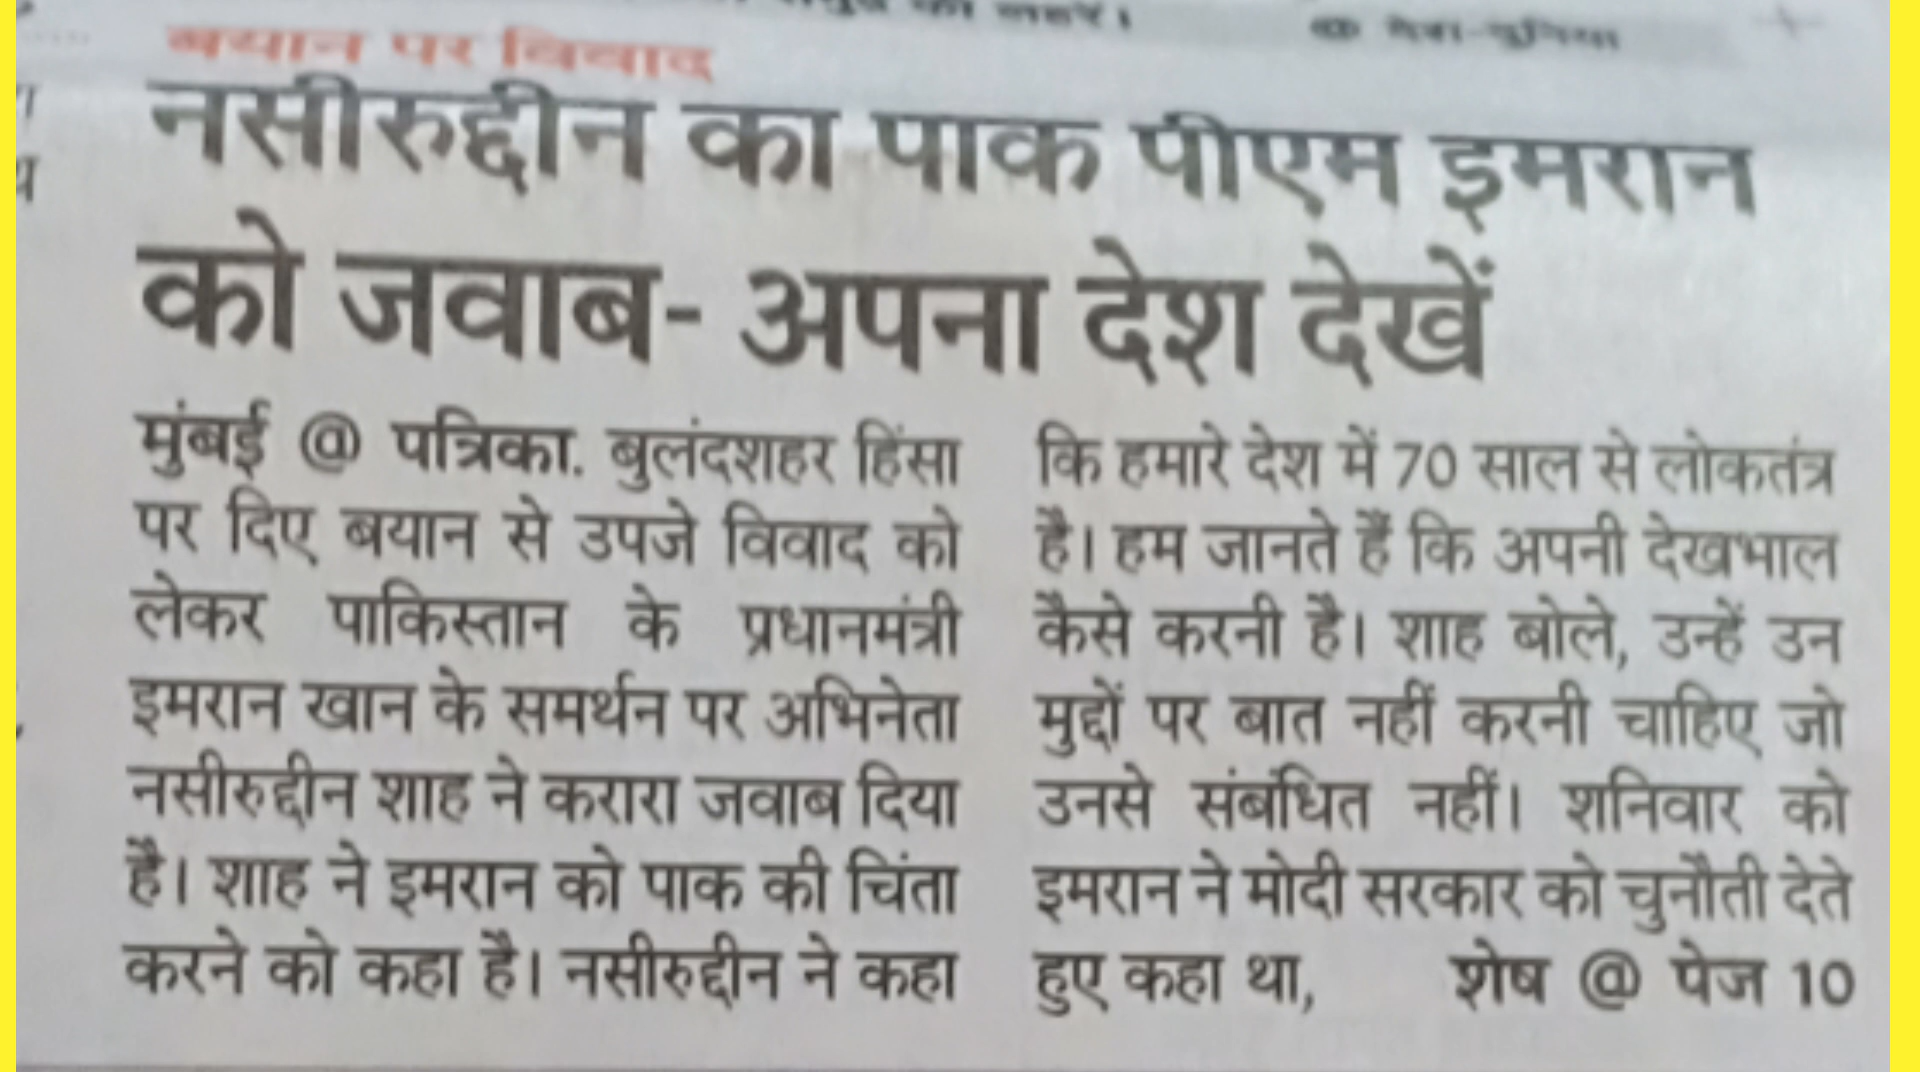 बयान पर विवाद
नसीरुद्दीन का पाक पीएम इमरान
को जवाब- अपना देश देखें
मुंबई @ पत्रिका. बुलंदशहर हिंसा
पर दिए बयान से उपजे विवाद को
लेकर पाकिस्तान के प्रधानमंत्री
इमरान खान के समर्थन पर अभिनेता
नसीरुद्दीन शाह ने करारा जवाब दिया
है। शाह ने इमरान को पाक की चिंता
करने को कहा है। नसीरुद्दीन ने कहा
कि हमारे देश में 70 साल से लोकतंत्र
है। हम जानते हैं कि अपनी देखभाल
कैसे करनी है। शाह बोले, उन्हें उन
मुद्दों पर बात नहीं करनी चाहिए जो
उनसे संबंधित नहीं। शनिवार को
इमरान ने मोदी सरकार को चुनौती देते
हुए कहा था, शेष @ पेज 10